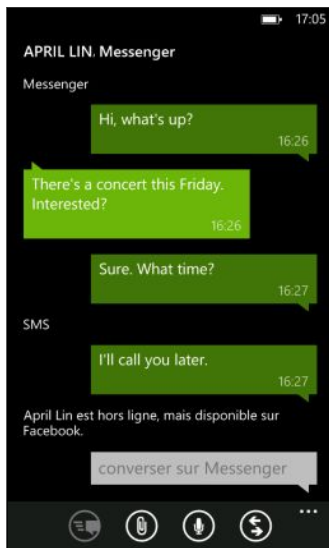 17:05
APRIL LIN. Messenger
Messenger
Hi, what's up?
16:26
There's a concert this Friday.
Interested?
16:26
Sure. What time?
16:27
SMS
I'll call you later.
16:27
April Lin est hors ligne, mais disponible sur
Facebook.
converser sur Messenger